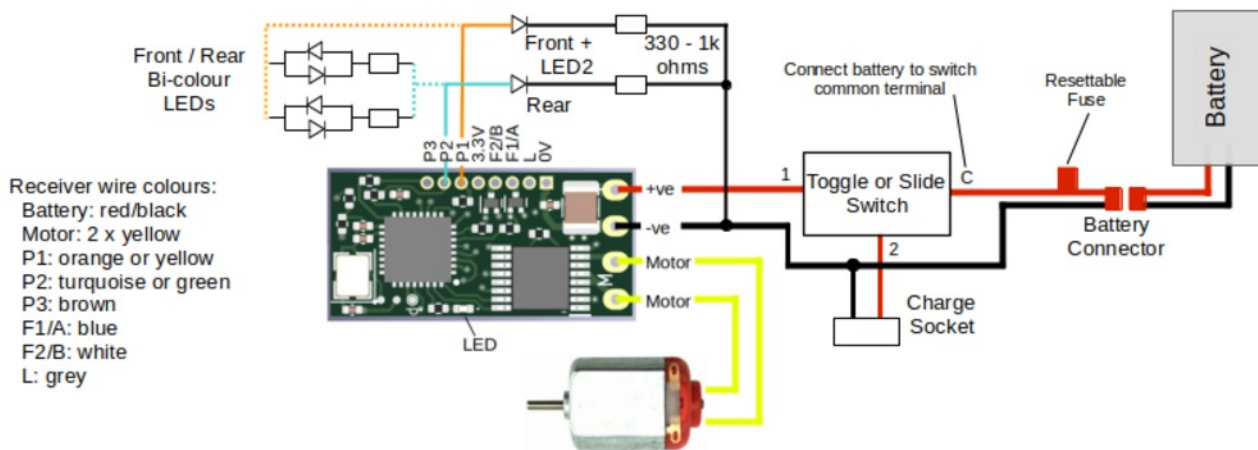 Front / Rear
Bi-colour
LEDs
Front +
LED2
Rear
330 - 1k
ohms
Connect battery to switch
common terminal
Resettable
Fuse
Battery
P3
P2
P1
3.3V
F2/B
F1/A
L
0V
+ve
-ve
Motor
Motor
M
LED
1
Toggle or Slide
Switch
C
2
Battery
Connector
Charge
Socket
Receiver wire colours:
Battery: red/black
Motor: 2 x yellow
P1: orange or yellow
P2: turquoise or green
P3: brown
F1/A: blue
F2/B: white
L: grey